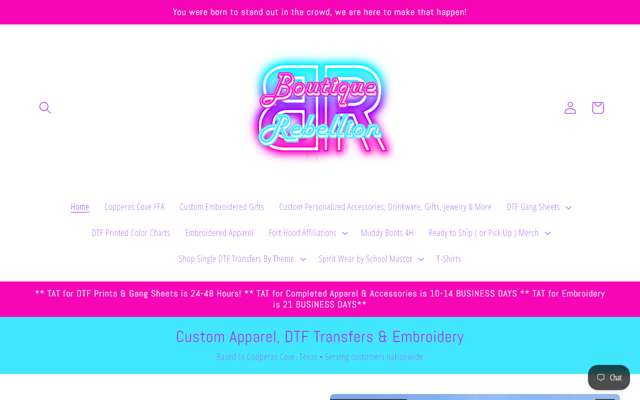 You were born to stand out in the crowd, we are here to make that happen!
Boutique
Rebellion
Home
Copperas Cove FFA
Custom Embroidered Gifts
Custom Personalized Accessories, Drinkware, Gifts, Jewelry & More
DTF Gang Sheets
DTF Printed Color Charts
Embroidered Apparel
Fort Hood Affiliations
Muddy Boots 4H
Ready to Ship ( or Pick Up ) Merch
Shop Single DTF Transfers By Theme
Spirit Wear by School Mascot
T-Shirts
** TAT for DTF Prints & Gang Sheets is 24-48 Hours! ** TAT for Completed Apparel & Accessories is 10-14 BUSINESS DAYS ** TAT for Embroidery
is 21 BUSINESS DAYS**
Custom Apparel, DTF Transfers & Embroidery
Based in Copperas Cove, Texas • Serving customers nationwide
Chat